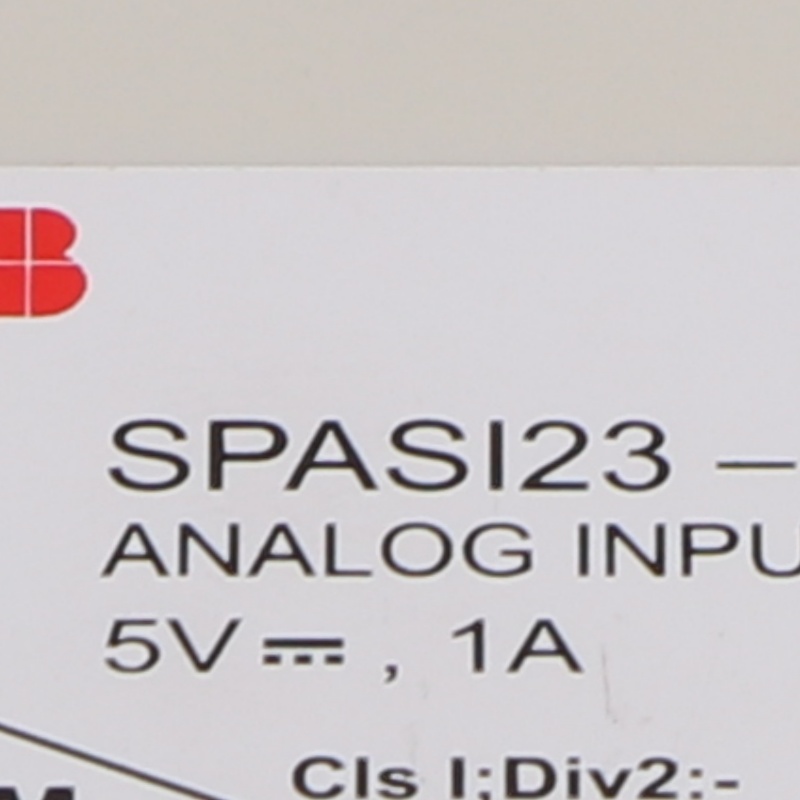 B
SPASI23 –
ANALOG INPU
5V⎓, 1A
Cls I;Div2:-
M